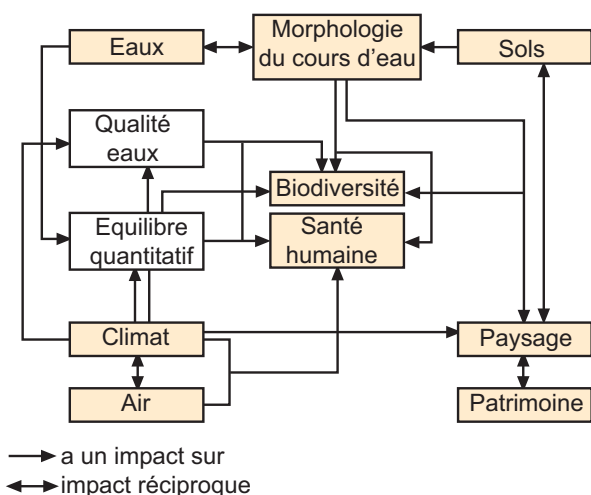 Eaux
Morphologie
du cours d'eau
Sols
Qualité
eaux
Biodiversité
Equilibre
quantitatif
Santé
humaine
Climat
Paysage
Air
Patrimoine
a un impact sur
impact réciproque